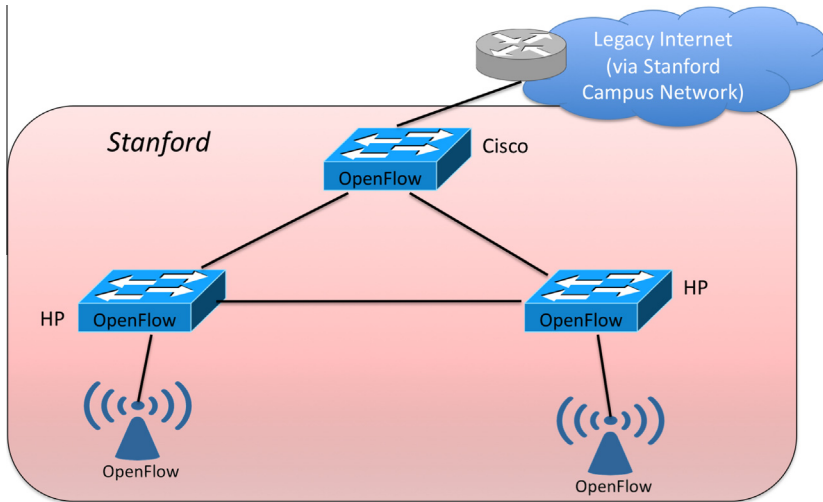 Legacy Internet
(via Stanford
Campus Network)
Stanford
Cisco
OpenFlow
HP
OpenFlow
HP
OpenFlow
OpenFlow
OpenFlow